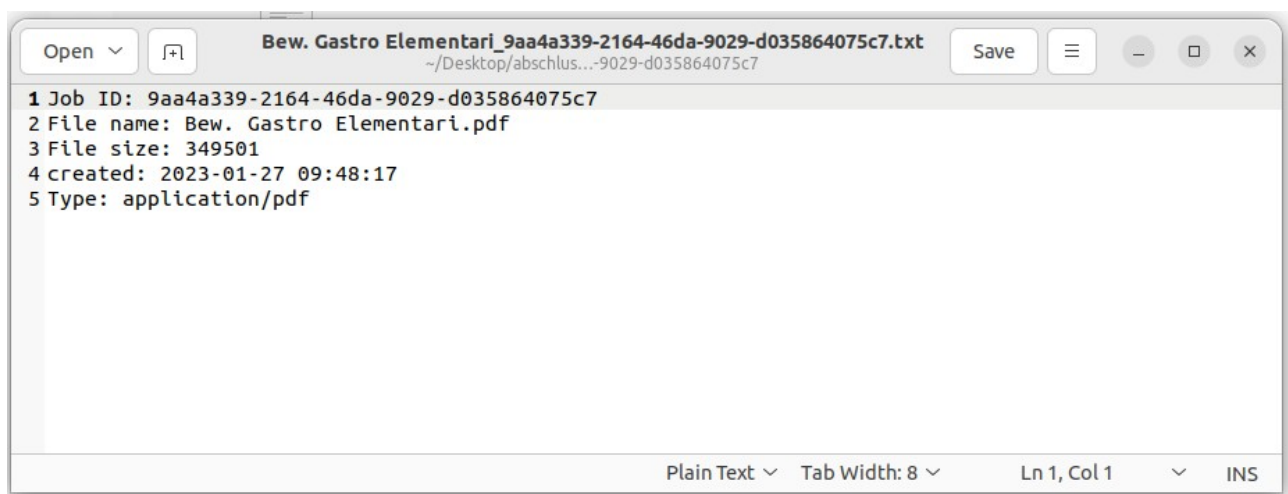 Open
Bew. Gastro Elementari_9aa4a339-2164-46da-9029-d035864075c7.txt
~/Desktop/abschlus...-9029-d035864075c7
Save
1 Job ID: 9aa4a339-2164-46da-9029-d035864075c7
2 File name: Bew. Gastro Elementari.pdf
3 File size: 349501
4 created: 2023-01-27 09:48:17
5 Type: application/pdf
Plain Text Tab Width: 8 Ln 1, Col 1 INS